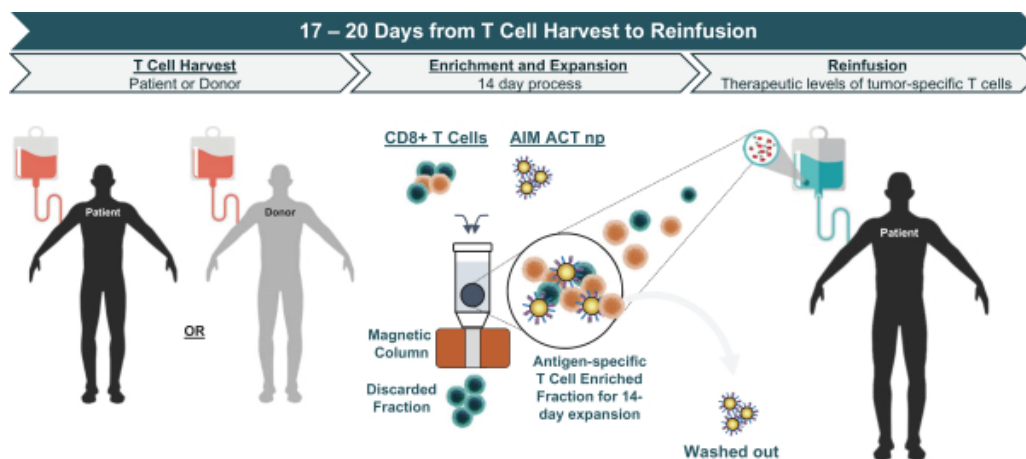 17 – 20 Days from T Cell Harvest to Reinfusion
T Cell Harvest
Patient or Donor
Enrichment and Expansion
14 day process
Reinfusion
Therapeutic levels of tumor-specific T cells
CD8+ T Cells
AIM ACT np
Patient
Donor
Patient
OR
Magnetic
Column
Discarded
Fraction
Antigen-specific
T Cell Enriched
Fraction for 14-
day expansion
Washed out